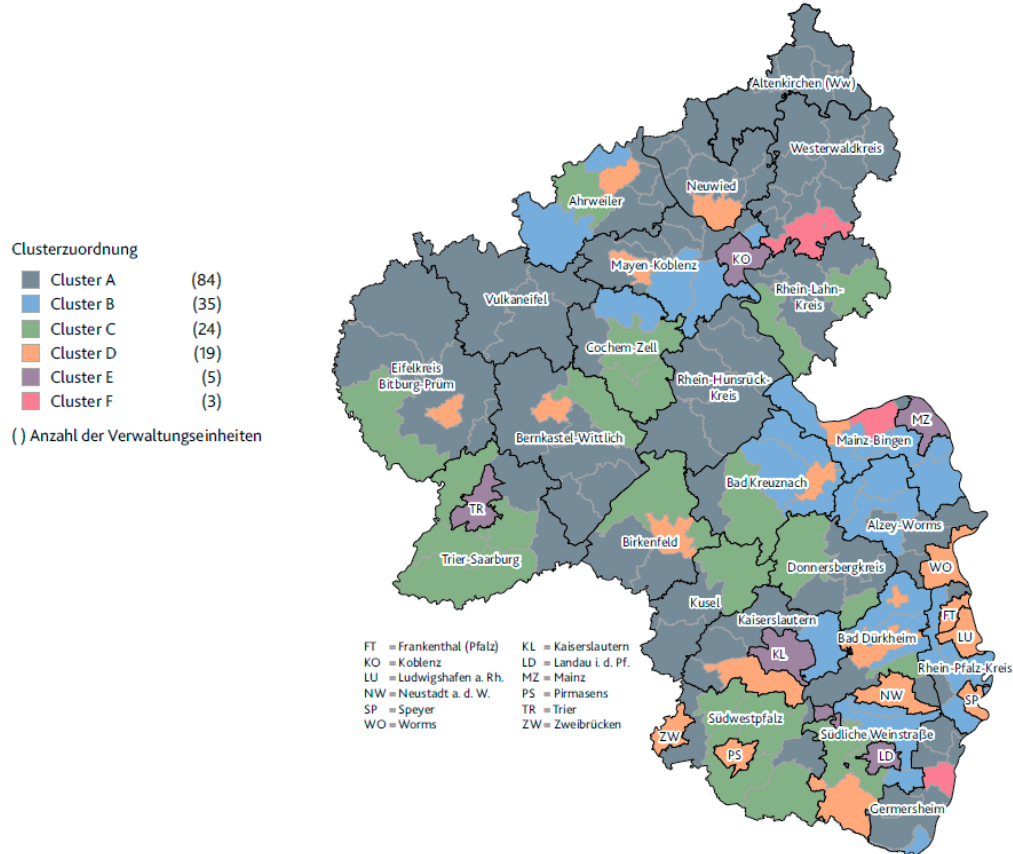 Altenkirchen (Ww)
Westerwaldkreis
Neuwied
Ahrweiler
KO
Mayen-Koblenz
Rhein-Lahn-
Kreis
Vulkaneifel
Cochem-Zell
Eifelkreis
Bitburg-Prüm
Rhein-Hunsrück-
Kreis
Bernkastel-Wittlich
MZ
Mainz-Bingen
Bad Kreuznach
TR
Alzey-Worms
Birkenfeld
Trier-Saarburg
Donnersbergkreis
WO
Kusel
Kaiserslautern
FT
Bad Dürkheim
LU
KL
Rhein-Pfalz-Kreis
NW
SP
Südwestpfalz
ZW
Südliche Weinstraße
PS
LD
Germersheim
Clusterzuordnung
Cluster A (84)
Cluster B (35)
Cluster C (24)
Cluster D (19)
Cluster E (5)
Cluster F (3)
( ) Anzahl der Verwaltungseinheiten
FT = Frankenthal (Pfalz) KL = Kaiserslautern
KO = Koblenz LD = Landau i. d. Pf.
LU = Ludwigshafen a. Rh. MZ = Mainz
NW = Neustadt a. d. W. PS = Pirmasens
SP = Speyer TR = Trier
WO = Worms ZW = Zweibrücken